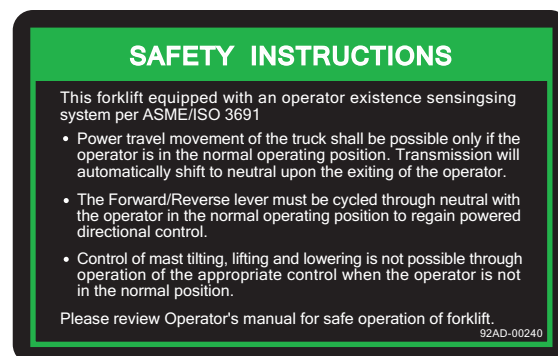 SAFETY INSTRUCTIONS
This forklift equipped with an operator existence sensingsing
system per ASME/ISO 3691
• Power travel movement of the truck shall be possible only if the
operator is in the normal operating position. Transmission will
automatically shift to neutral upon the exiting of the operator.
• The Forward/Reverse lever must be cycled through neutral with
the operator in the normal operating position to regain powered
directional control.
• Control of mast tilting, lifting and lowering is not possible through
operation of the appropriate control when the operator is not
in the normal position.
Please review Operator's manual for safe operation of forklift.
92AD-00240